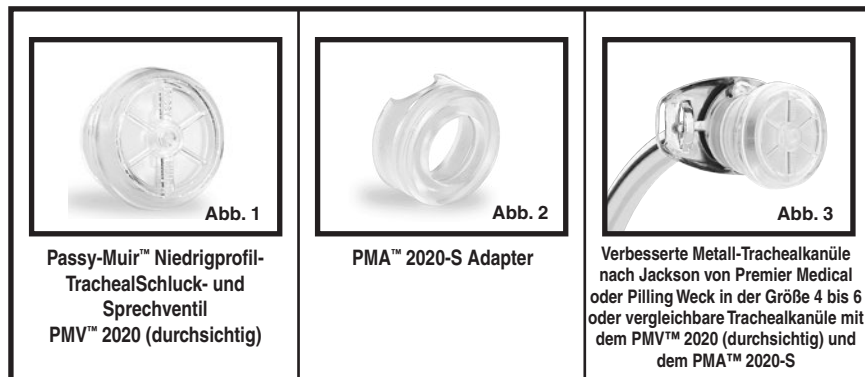 Abb. 1
Passy-Muir™ Niedrigprofil-
TrachealSchluck- und
Sprechventil
PMV™ 2020 (durchsichtig)
Abb. 2
PMA™ 2020-S Adapter
Abb. 3
Verbesserte Metall-Trachealkanüle
nach Jackson von Premier Medical
oder Pilling Weck in der Größe 4 bis 6
oder vergleichbare Trachealkanüle mit
dem PMV™ 2020 (durchsichtig) und
dem PMA™ 2020-S